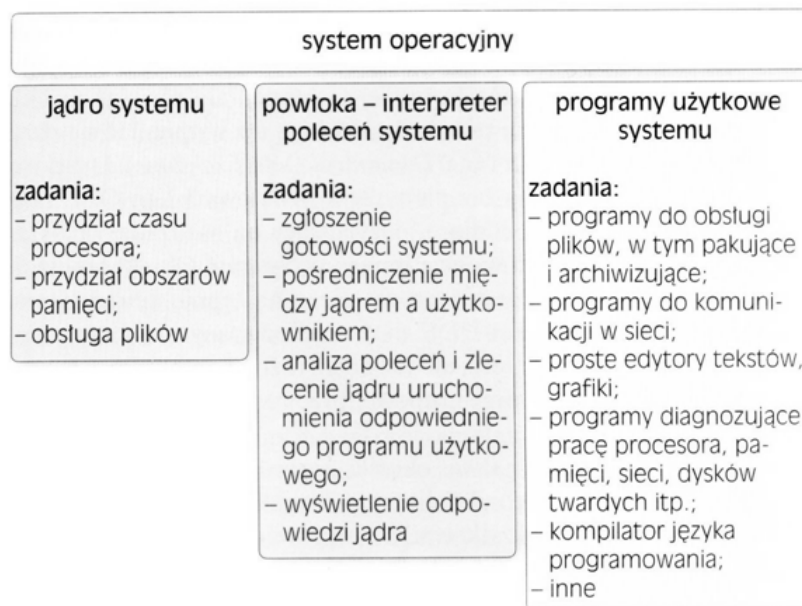 system operacyjny
jądro systemu
zadania:
– przydział czasu
procesora;
– przydział obszarów
pamięci;
– obsługa plików
powłoka – interpreter
poleceń systemu
zadania:
– zgłoszenie
gotowości systemu;
– pośredniczenie mię-
dzy jądrem a użytko-
wnikiem;
– analiza poleceń i zle-
cenie jądru urucho-
mienia odpowiednie-
go programu użytko-
wego;
– wyświetlenie odpo-
wiedzi jądra
programy użytkowe
systemu
zadania:
– programy do obsługi
plików, w tym pakujące
i archiwizujące;
– programy do komuni-
kacji w sieci;
– proste edytory tekstów,
grafiki;
– programy diagnozujące
pracę procesora, pa-
mięci, sieci, dysków
twardych itp.;
– kompilator języka
programowania;
– inne